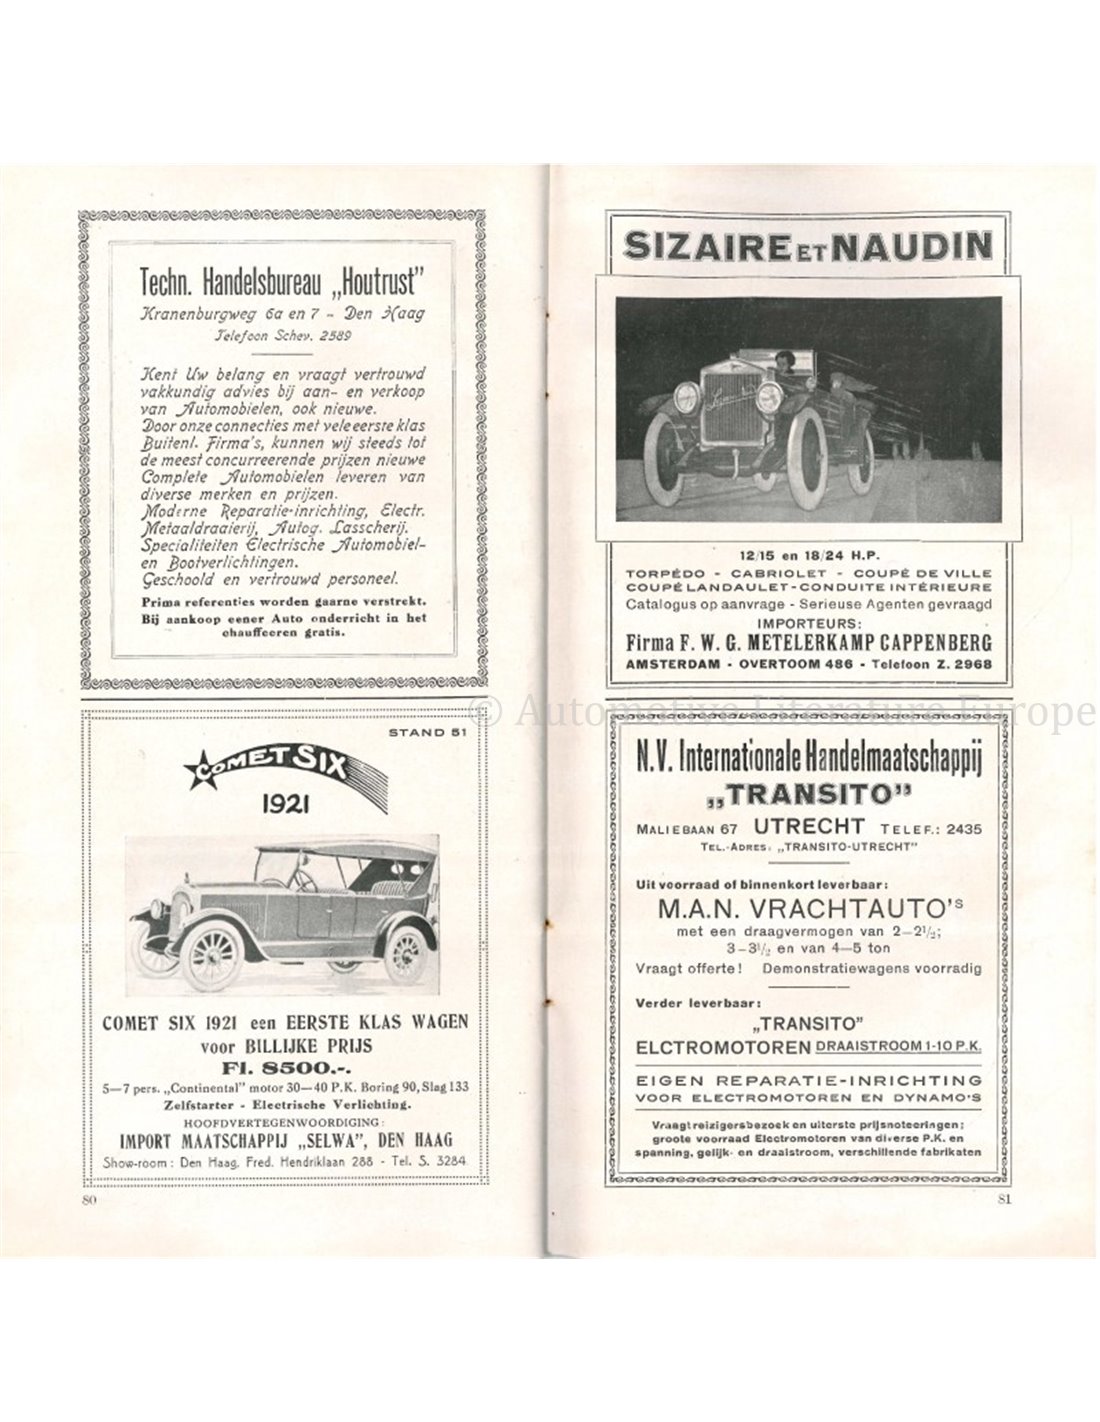 Techn. Handelsbureau „Houtrust”
Kranenburgweg 6a en 7 - Den Haag
Telefoon Schev. 2589
Kent Uw belang en vraagt vertrouwd
vakkundig advies bij aan- en verkoop
van Automobielen, ook nieuwe.
Door onze connecties met vele eerste klas
Buitenl. Firma's, kunnen wij steeds tot
de meest concurreerende prijzen nieuwe
Complete Automobielen leveren van
diverse merken en prijzen.
Moderne Reparatie-inrichting, Electr.
Metaaldraaierij, Autog. Lasscherij.
Specialiteiten Electrische Automobiel-
en Bootverlichtingen.
Geschoold en vertrouwd personeel.
Prima referenties worden gaarne verstrekt.
Bij aankoop eener Auto onderricht in het
chauffeeren gratis.
STAND 51
COMET SIX
1921
COMET SIX 1921 een EERSTE KLAS WAGEN
voor BILLIJKE PRIJS
Fl. 8500.-.
5—7 pers. „Continental” motor 30—40 P.K. Boring 90, Slag 133
Zelfstarter - Electrische Verlichting.
HOOFDVERTEGENWOORDIGING:
IMPORT MAATSCHAPPIJ „SELWA”, DEN HAAG
Show-room: Den Haag, Fred. Hendriklaan 288 - Tel. S. 3284
80
SIZAIRE ET NAUDIN
12/15 en 18/24 H.P.
TORPÉDO - CABRIOLET - COUPÉ DE VILLE
COUPÉ LANDAULET-CONDUITE INTÉRIEURE
Catalogus op aanvrage - Serieuse Agenten gevraagd
IMPORTEURS:
Firma F. W. G. METELERKAMP CAPPENBERG
AMSTERDAM - OVERTOOM 486 - Telefoon Z. 2968
© Automotive Literature Europe
N.V. Internationale Handelmaatschappij
„TRANSITO”
MALIEBAAN 67 UTRECHT TELEF.: 2435
TEL.-ADRES: „TRANSITO-UTRECHT”
Uit voorraad of binnenkort leverbaar:
M.A.N. VRACHTAUTO'S
met een draagvermogen van 2—2½;
3—3½ en van 4—5 ton
Vraagt offerte! Demonstratiewagens voorradig
Verder leverbaar:
„TRANSITO”
ELCTROMOTOREN DRAAISTROOM 1-10 P.K.
EIGEN REPARATIE-INRICHTING
VOOR ELECTROMOTOREN EN DYNAMO'S
Vraagt reizigersbezoek en uiterste prijsnoteeringen;
groote voorraad Electromotoren van diverse P.K. en
spanning, gelijk- en draaistroom, verschillende fabrikaten
81